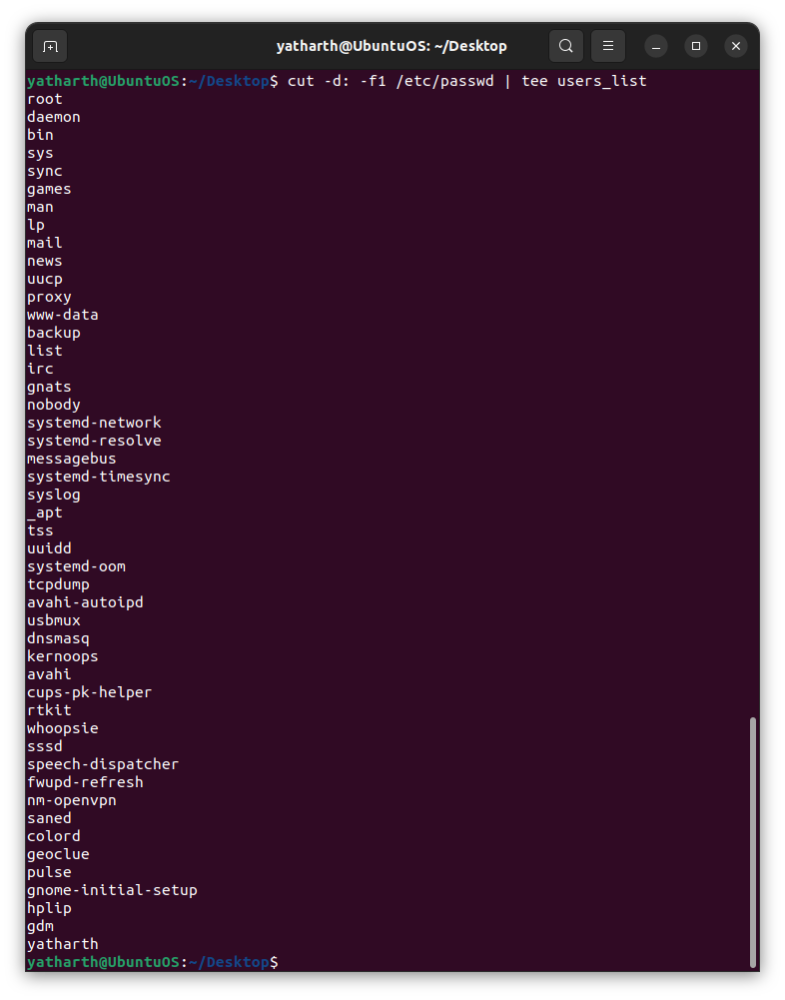 yatharth@UbuntuOS: ~/Desktop
yatharth@UbuntuOS:~/Desktop$ cut -d: -f1 /etc/passwd | tee users_list
root
daemon
bin
sys
sync
games
man
lp
mail
news
uucp
proxy
www-data
backup
list
irc
gnats
nobody
systemd-network
systemd-resolve
messagebus
systemd-timesync
syslog
_apt
tss
uuidd
systemd-oom
tcpdump
avahi-autoipd
usbmux
dnsmasq
kernoops
avahi
cups-pk-helper
rtkit
whoopsie
sssd
speech-dispatcher
fwupd-refresh
nm-openvpn
saned
colord
geoclue
pulse
gnome-initial-setup
hplip
gdm
yatharth
yatharth@UbuntuOS:~/Desktop$